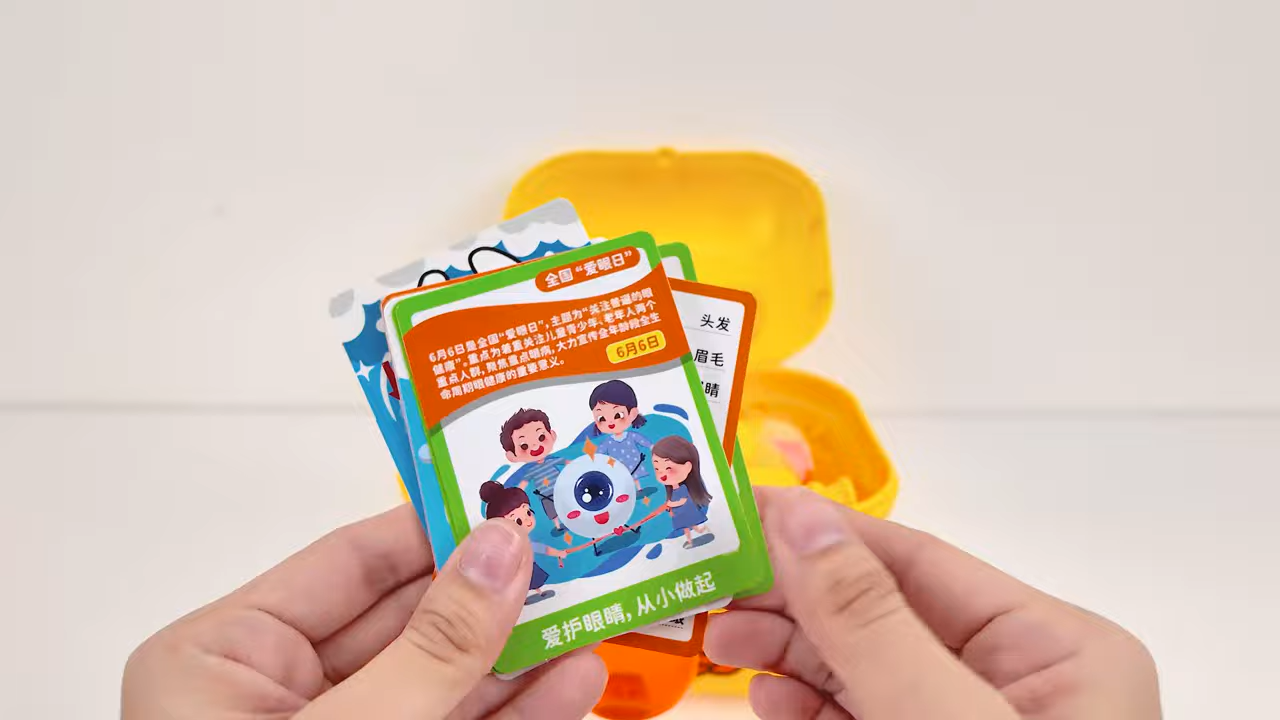 全国“爱眼日”
6月6日是全国“爱眼日”，主题为“关注普遍的眼
健康”。重点为着重关注儿童青少年、老年人两个
重点人群，聚焦重点眼病，大力宣传全年龄段全生
命周期眼健康的重要意义。
6月6日
头发
眉毛
睛
爱护眼睛，从小做起